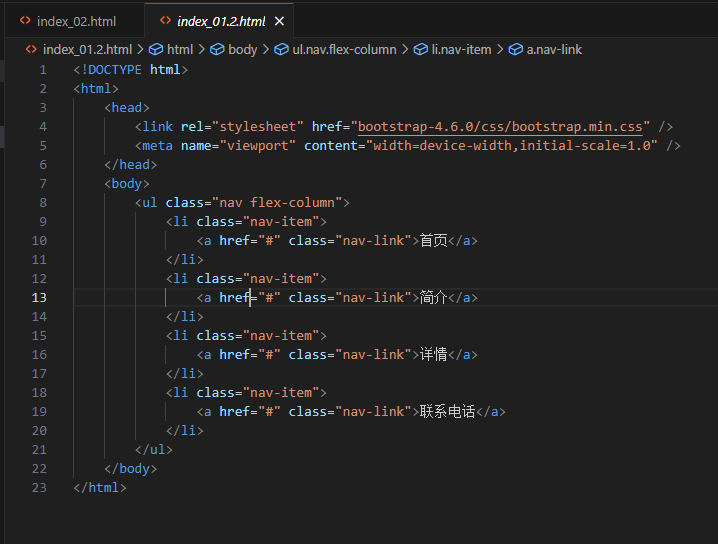 index_02.html index_01.2.html
index_01.2.html > html > body > ul.nav.flex-column > li.nav-item > a.nav-link
1 <!DOCTYPE html>
2 <html>
3 <head>
4 <link rel="stylesheet" href="bootstrap-4.6.0/css/bootstrap.min.css" />
5 <meta name="viewport" content="width=device-width,initial-scale=1.0" />
6 </head>
7 <body>
8 <ul class="nav flex-column">
9 <li class="nav-item">
10 <a href="#" class="nav-link">首页</a>
11 </li>
12 <li class="nav-item">
13 <a href="#" class="nav-link">简介</a>
14 </li>
15 <li class="nav-item">
16 <a href="#" class="nav-link">详情</a>
17 </li>
18 <li class="nav-item">
19 <a href="#" class="nav-link">联系电话</a>
20 </li>
21 </ul>
22 </body>
23 </html>